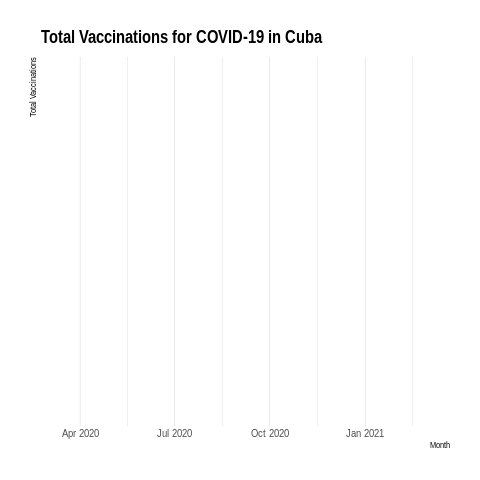 Total Vaccinations for COVID-19 in Cuba
Total Vaccinations
Apr 2020
Jul 2020
Oct 2020
Jan 2021
Month